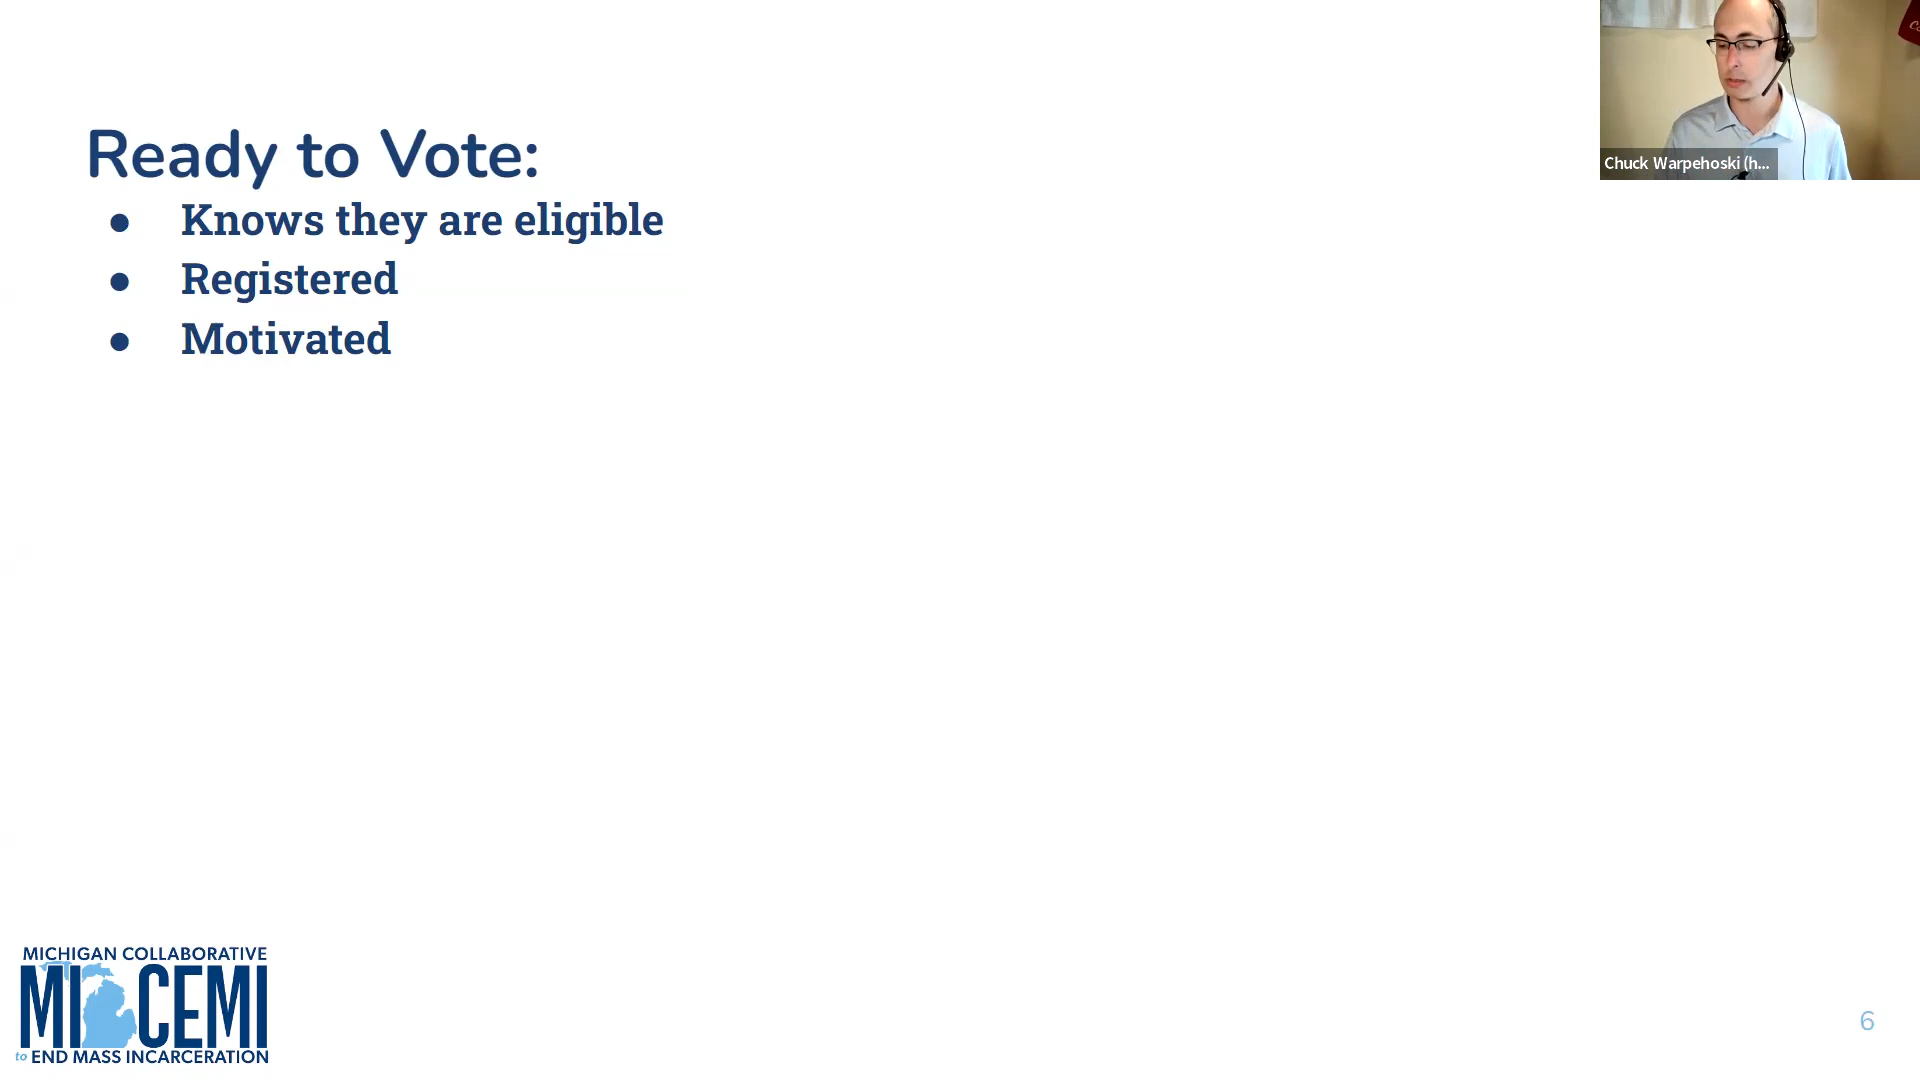 Chuck Warpehoski (h...
Ready to Vote:
● Knows they are eligible
● Registered
● Motivated
MICHIGAN COLLABORATIVE
MI CEMI
to END MASS INCARCERATION
6